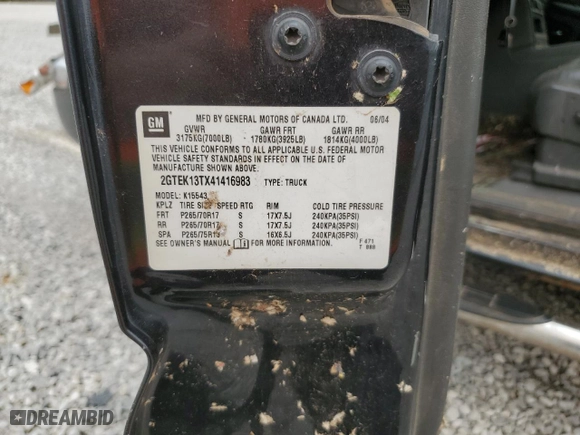 GM
MFD BY GENERAL MOTORS OF CANADA LTD. 06/04
GVWR GAWR FRT GAWR RR
3175KG(7000LB) 1780KG(3925LB) 1814KG(4000LB)
THIS VEHICLE CONFORMS TO ALL APPLICABLE U.S. FEDERAL MOTOR
VEHICLE SAFETY STANDARDS IN EFFECT ON THE DATE OF
MANUFACTURE SHOWN ABOVE.
2GTEK13TX41416983 TYPE: TRUCK
MODEL: K15543
KPLZ TIRE SIZE SPEED RTG RIM COLD TIRE PRESSURE
FRT P265/70R17 S 17X7.5J 240KPA(35PSI)
RR P265/70R17 S 17X7.5J 240KPA(35PSI)
SPA P265/75R16 S 16X6.5J 240KPA(35PSI)
SEE OWNER'S MANUAL FOR MORE INFORMATION. F 471
T 080
© DREAMBID